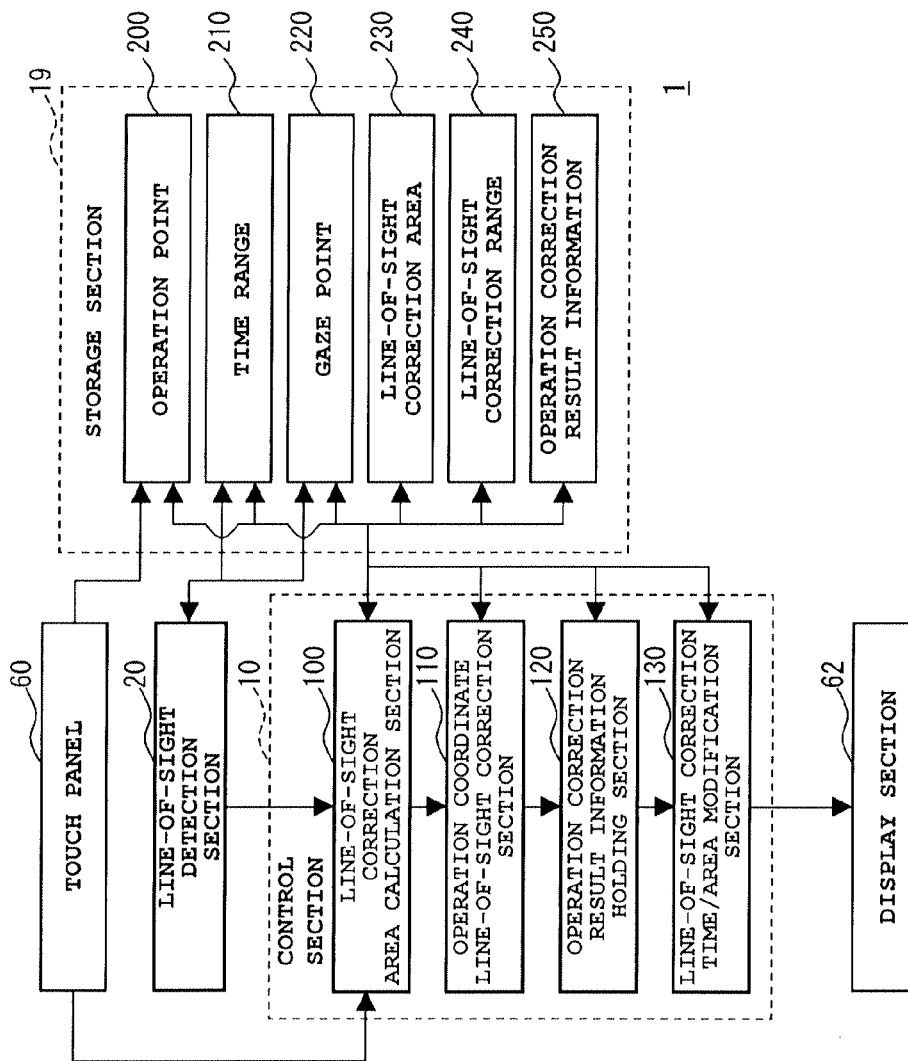 60
TOUCH PANEL
20
LINE-OF-SIGHT
DETECTION
SECTION
10
CONTROL
SECTION
100
LINE-OF-SIGHT
CORRECTION
AREA CALCULATION SECTION
110
OPERATION COORDINATE
LINE-OF-SIGHT CORRECTION
SECTION
120
OPERATION CORRECTION
RESULT INFORMATION
HOLDING SECTION
130
LINE-OF-SIGHT CORRECTION
TIME/AREA MODIFICATION
SECTION
62
DISPLAY SECTION
19
STORAGE SECTION
200
OPERATION POINT
210
TIME RANGE
220
GAZE POINT
230
LINE-OF-SIGHT
CORRECTION AREA
240
LINE-OF-SIGHT
CORRECTION RANGE
250
OPERATION CORRECTION
RESULT INFORMATION
1